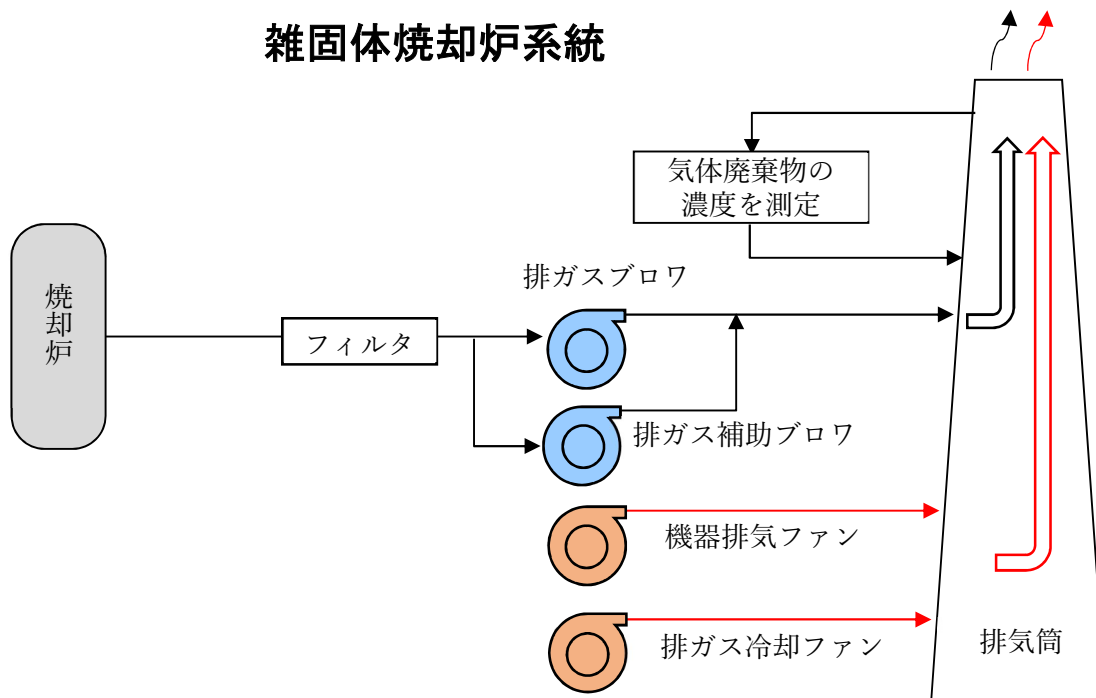 雑固体焼却炉系統
気体廃棄物の
濃度を測定
排ガスブロワ
焼却炉
フィルタ
排ガス補助ブロワ
機器排気ファン
排ガス冷却ファン
排気筒